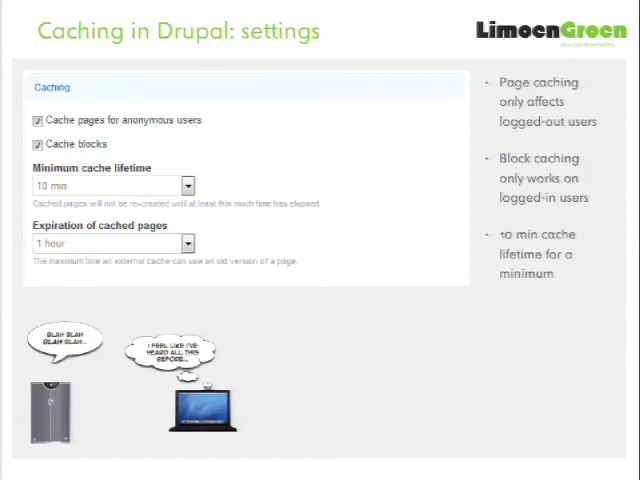 Caching in Drupal: settings
LimoenGroen
Caching
Cache pages for anonymous users
Cache blocks
Minimum cache lifetime
10 min
Cached pages will not be re-created until at least this much time has elapsed
Expiration of cached pages
1 hour
The maximum time an external cache can use an old version of a page.
- Page caching
only affects
logged-out users
- Block caching
only works on
logged-in users
- 10 min cache
lifetime for a
minimum
BLAH BLAH
BLAH BLAH...
I FEEL LIKE I'VE
HEARD ALL THIS
BEFORE...